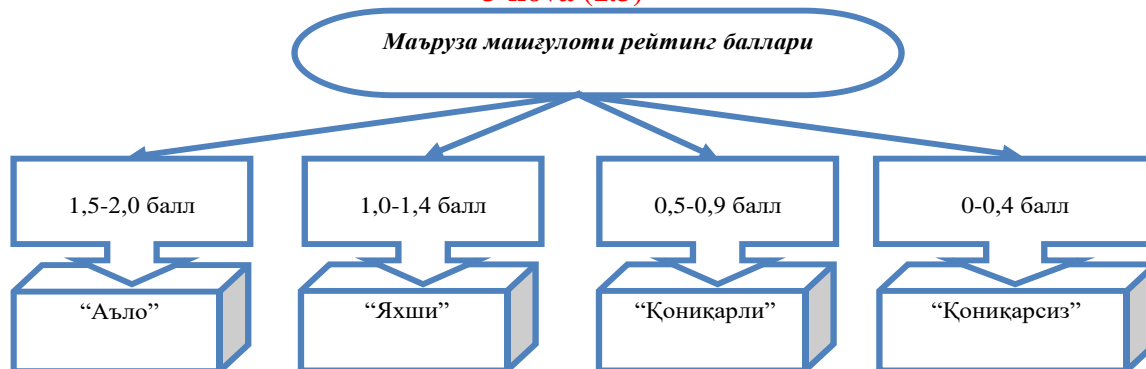 Маъруза машғулоти рейтинг баллари
1,5-2,0 балл
1,0-1,4 балл
0,5-0,9 балл
0-0,4 балл
“Аъло”
“Яхши”
“Қониқарли”
“Қониқарсиз”